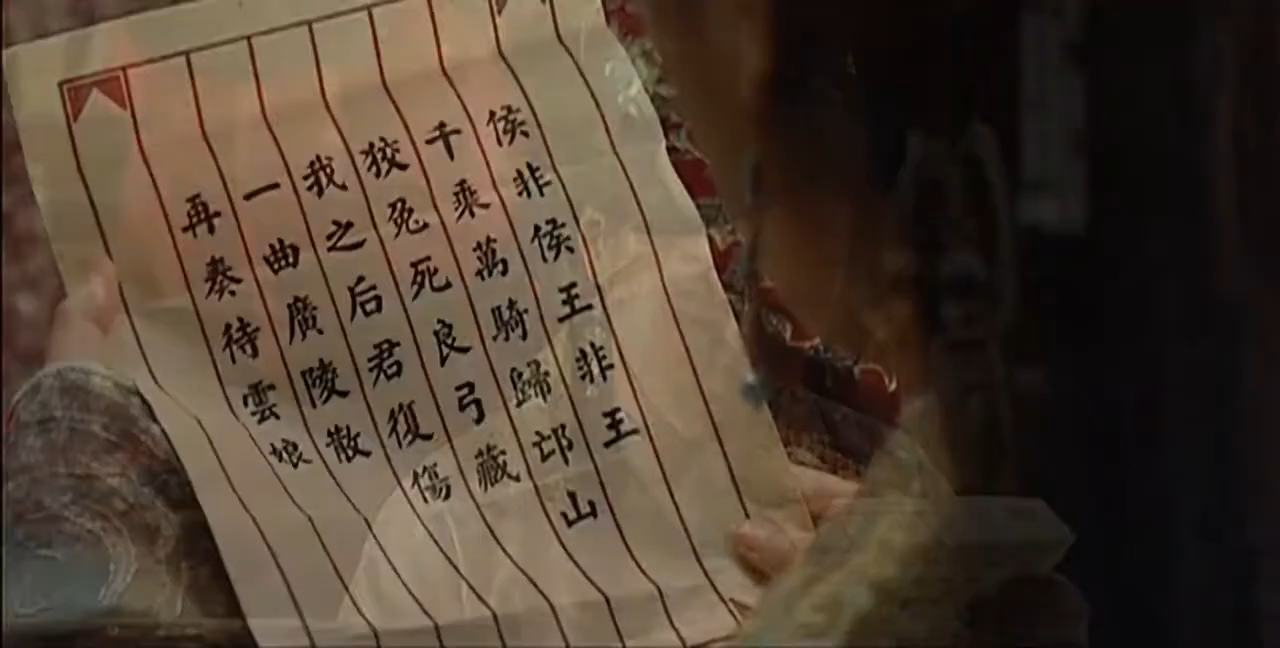 侯非侯王非王
千乘萬騎歸邙山
狡兔死良弓藏
我之后君復傷
一曲廣陵散
再奏待雲娘